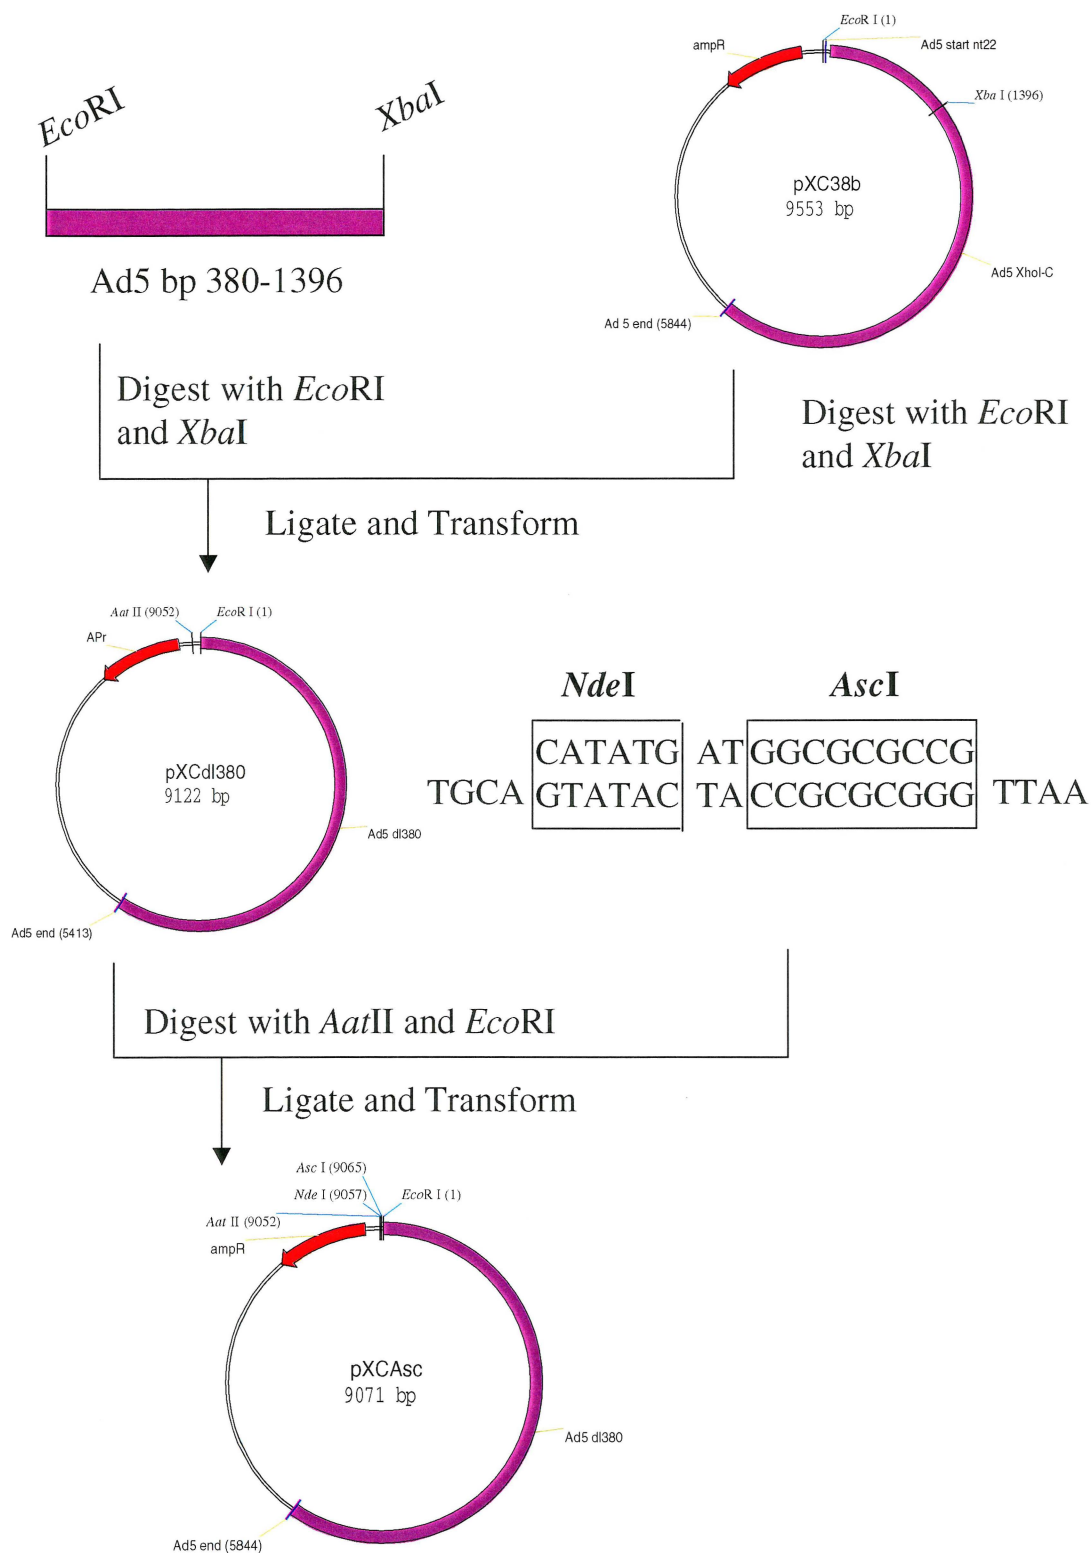 EcoRI
XbaI
Ad5 bp 380-1396
EcoR I (1)
Ad5 start nt22
ampR
Xba I (1396)
pXC38b
9553 bp
Ad5 XhoI-C
Ad 5 end (5844)
Digest with EcoRI
and XbaI
Digest with EcoRI
and XbaI
Ligate and Transform
Aat II (9052)
EcoR I (1)
APr
pXCdl380
9122 bp
Ad5 dl380
Ad5 end (5413)
NdeI
AscI
CATATG AT GGCGCGCCG
TGCA GTATAC TA CCGCGCGGG TTAA
Digest with AatII and EcoRI
Ligate and Transform
Asc I (9065)
Nde I (9057)
EcoR I (1)
Aat II (9052)
ampR
pXCAsc
9071 bp
Ad5 dl380
Ad5 end (5844)